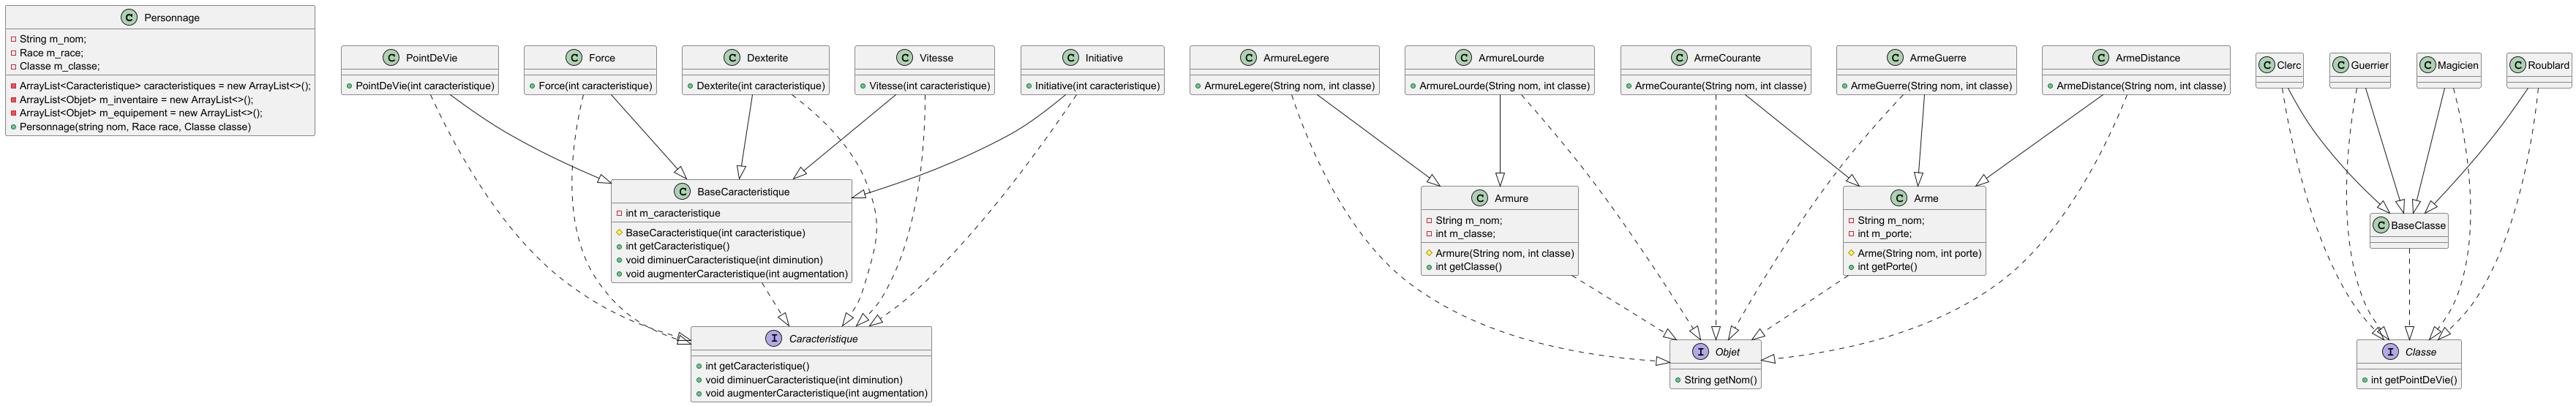 C Personnage
String m_nom;
Race m_race;
Classe m_classe;
ArrayList<Caracteristique> caracteristiques = new ArrayList<>();
ArrayList<Objet> m_inventaire = new ArrayList<>();
ArrayList<Objet> m_equipement = new ArrayList<>();
Personnage(string nom, Race race, Classe classe)
C PointDeVie
PointDeVie(int caracteristique)
C Force
Force(int caracteristique)
C Dexterite
Dexterite(int caracteristique)
C Vitesse
Vitesse(int caracteristique)
C Initiative
Initiative(int caracteristique)
C ArmureLegere
ArmureLegere(String nom, int classe)
C ArmureLourde
ArmureLourde(String nom, int classe)
C ArmeCourante
ArmeCourante(String nom, int classe)
C ArmeGuerre
ArmeGuerre(String nom, int classe)
C ArmeDistance
ArmeDistance(String nom, int classe)
C Clerc
C Guerrier
C Magicien
C Roublard
C BaseCaracteristique
int m_caracteristique
BaseCaracteristique(int caracteristique)
int getCaracteristique()
void diminuerCaracteristique(int diminution)
void augmenterCaracteristique(int augmentation)
C Armure
String m_nom;
int m_classe;
Armure(String nom, int classe)
int getClasse()
C Arme
String m_nom;
int m_porte;
Arme(String nom, int porte)
int getPorte()
C BaseClasse
I Caracteristique
int getCaracteristique()
void diminuerCaracteristique(int diminution)
void augmenterCaracteristique(int augmentation)
I Objet
String getNom()
I Classe
int getPointDeVie()